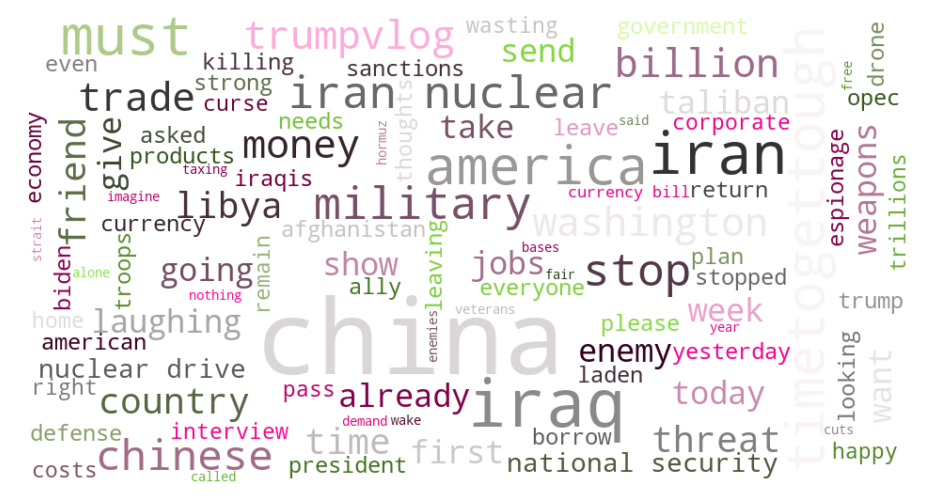 must
trumpvlog
wasting
government
even
killing
sanctions
send
billion
free
drone
trade
strong
curse
iran nuclear
thoughts
taliban
opec
economy
friend
give
asked
needs
money
hormuz
take
leave
said
corporate
products
taxing
america
iran
espionage
weapons
trillions
imagine
iraqis
currency
bill
return
libya
military
currency
afghanistan
washington
timetogettough
strait
biden
troops
going
remain
show
ally
leaving
bases
jobs
fair
everyone
stop
plan
stopped
alone
nothing
trump
home
laughing
china
enemies
veterans
please
week
year
american
enemy
yesterday
looking
want
nuclear drive
laden
right
country
pass
already
iraq
today
demand
wake
cuts
defense
interview
time
first
borrow
threat
happy
chinese
costs
called
president
national security